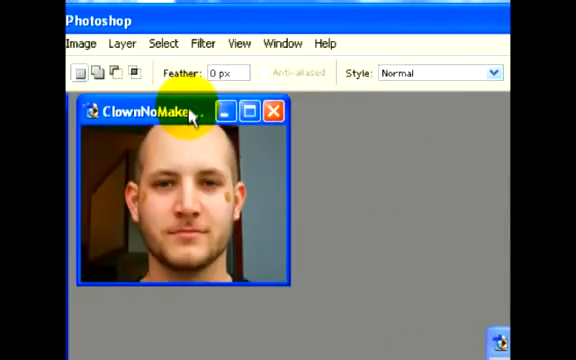 Photoshop
Image Layer Select Filter View Window Help
Feather: 0 px Anti-aliased Style: Normal
ClownNoMake...